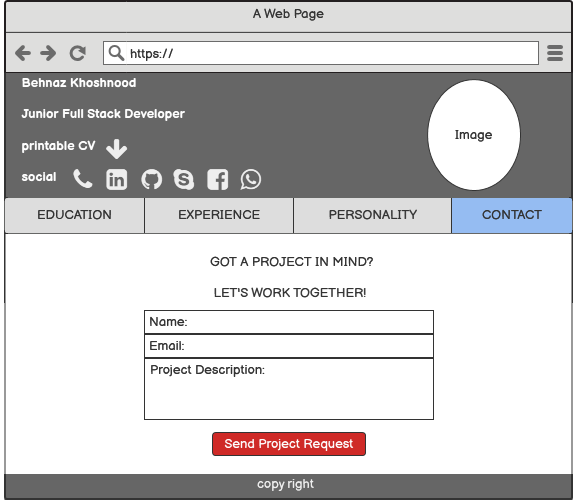 A Web Page
https://
Behnaz Khoshnood
Junior Full Stack Developer
Image
printable CV
social
EDUCATION EXPERIENCE PERSONALITY CONTACT
GOT A PROJECT IN MIND?
LET'S WORK TOGETHER!
Name:
Email:
Project Description:
Send Project Request
copy right